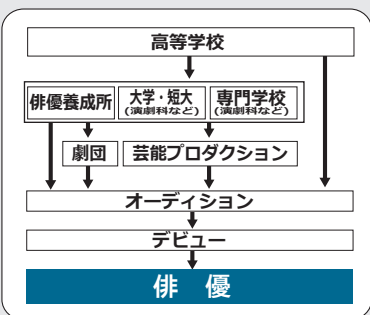 高等学校
俳優養成所
大学・短大
(演劇科など)
専門学校
(演劇科など)
劇団
芸能プロダクション
オーディション
デビュー
俳 優